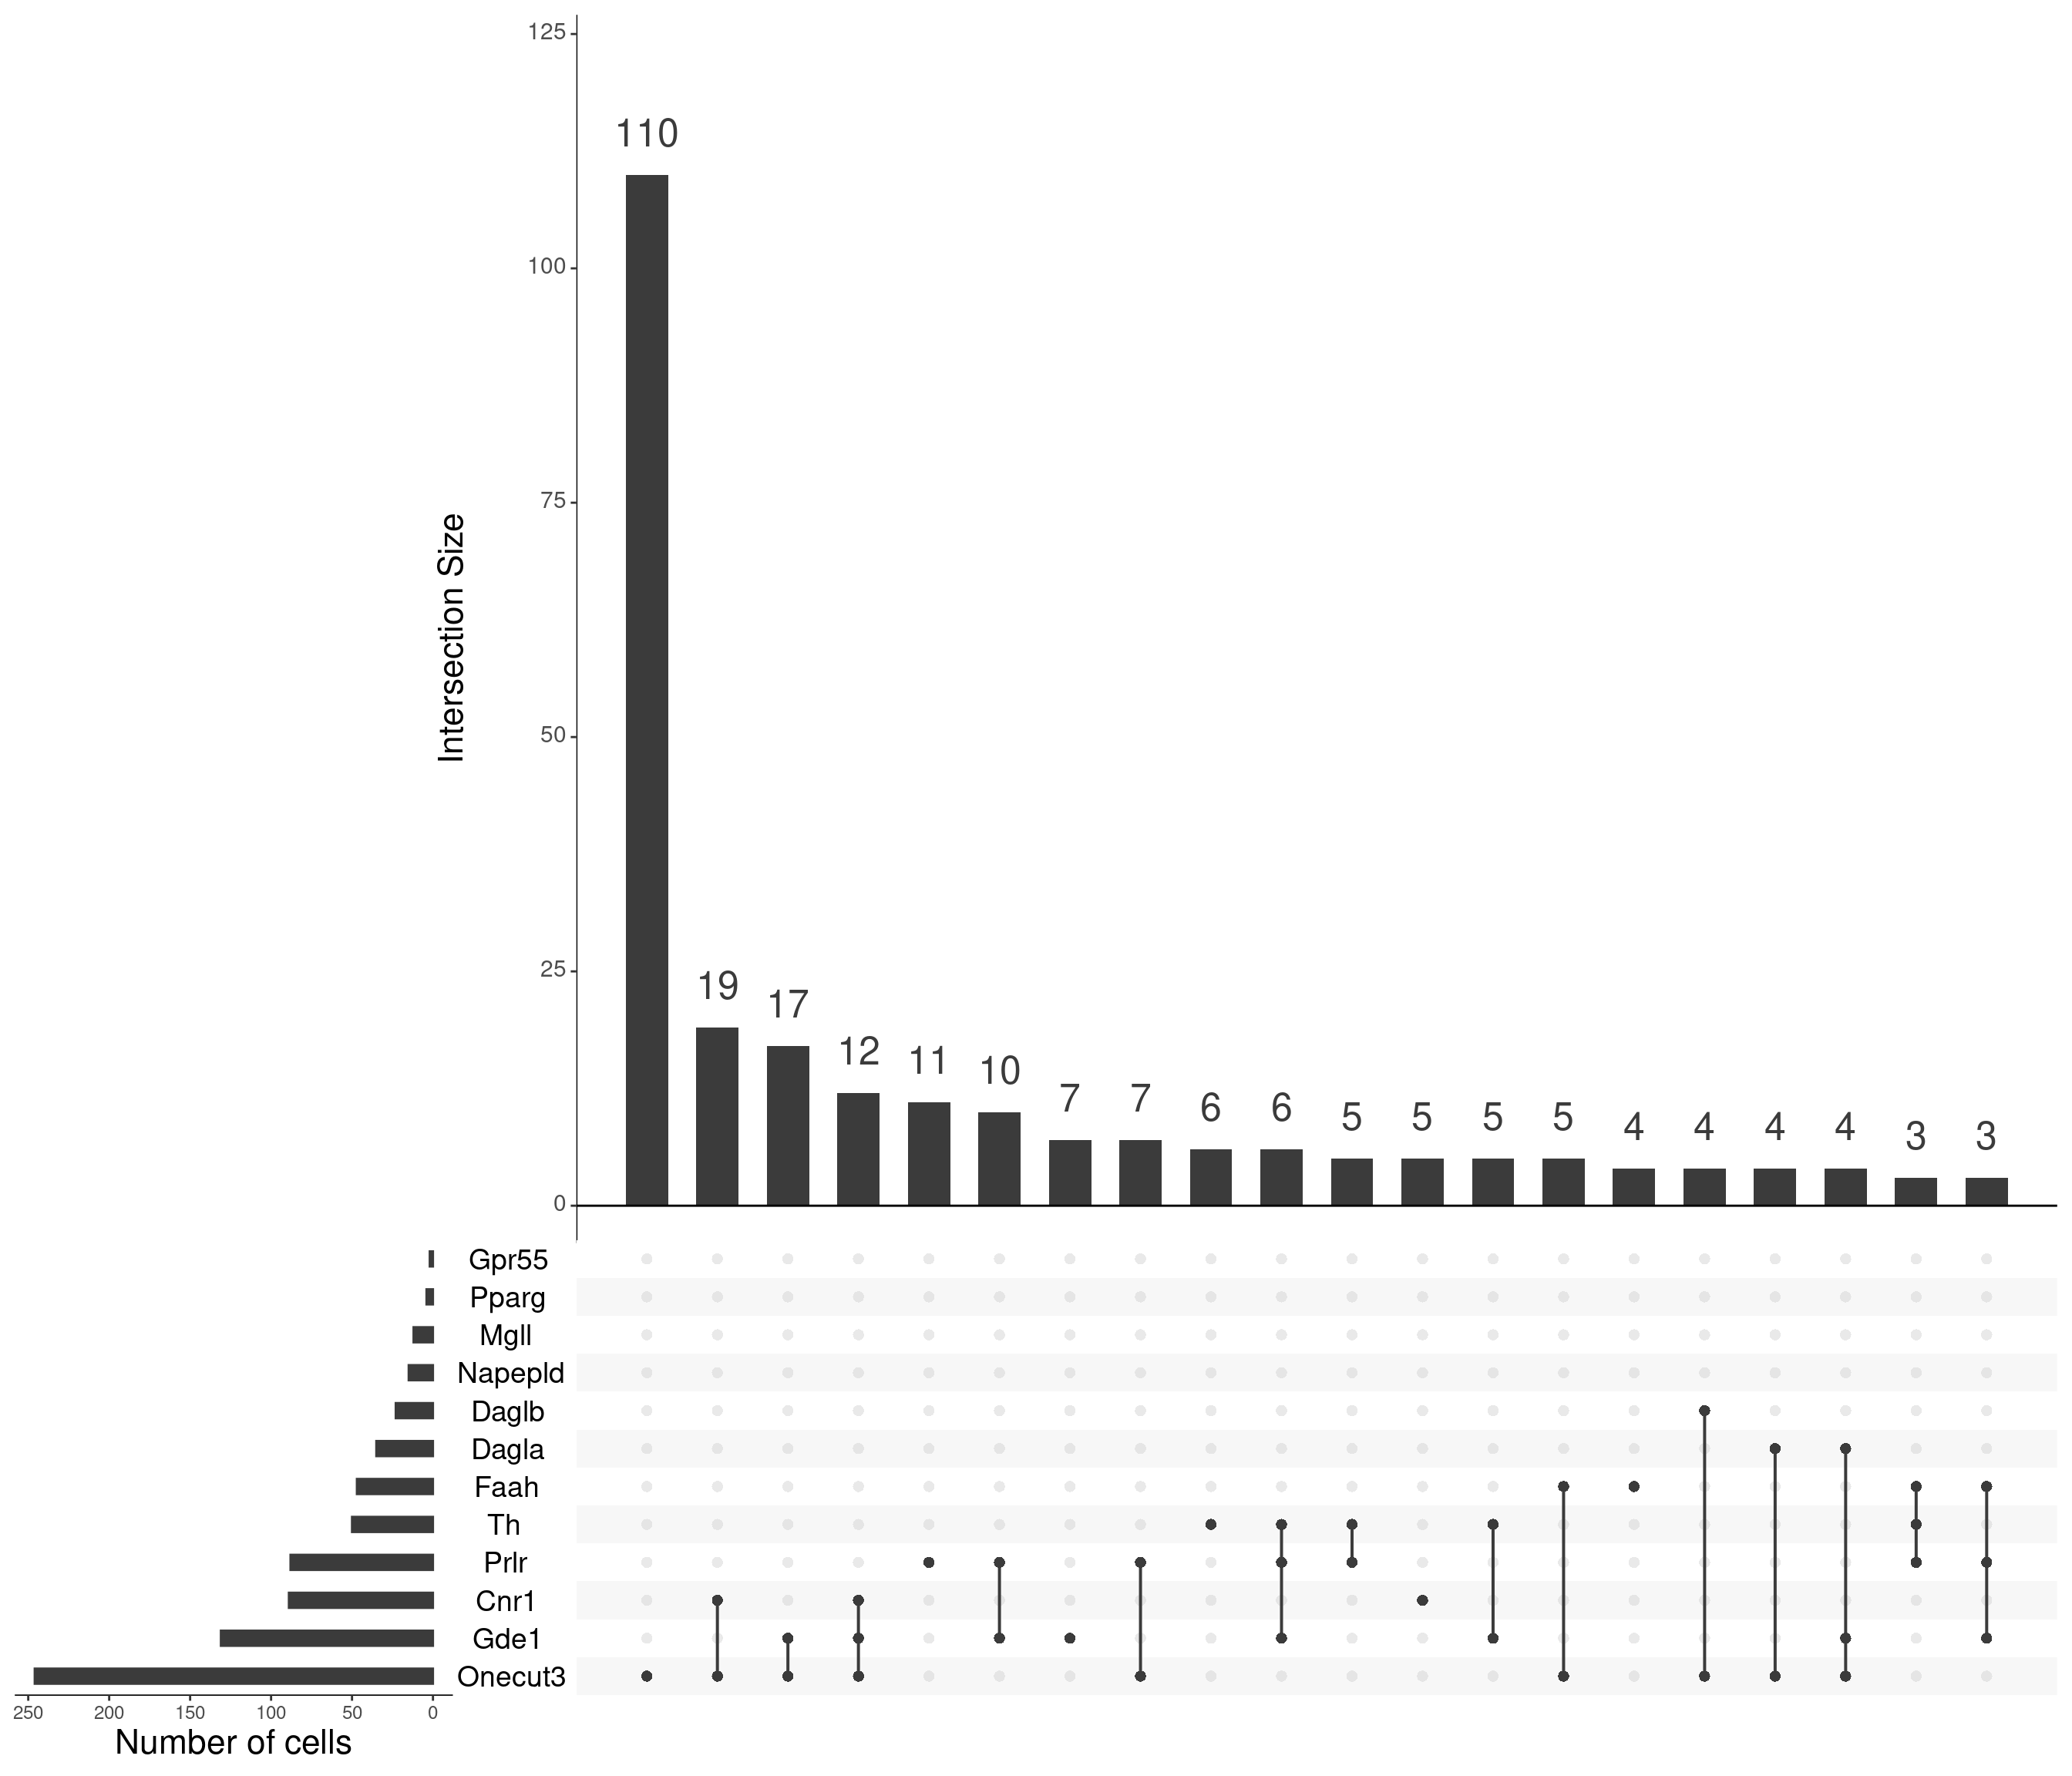 125
100
75
50
25
0
Intersection Size
110
19
17
12
11
10
7
7
6
6
5
5
5
5
4
4
4
4
3
3
Gpr55
Pparg
Mgll
Napepld
Daglb
Dagla
Faah
Th
Prlr
Cnr1
Gde1
Onecut3
250 200 150 100 50 0
Number of cells